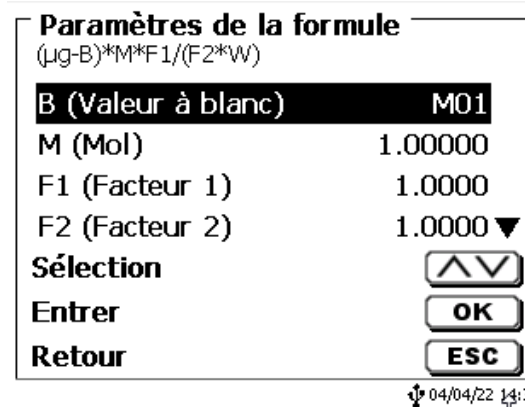 Paramètres de la formule
(µg-B)*M*F1/(F2*W)
B (Valeur à blanc) M01
M (Mol) 1.00000
F1 (Facteur 1) 1.0000
F2 (Facteur 2) 1.0000 ▼
Sélection
Entrer OK
Retour ESC
04/04/22